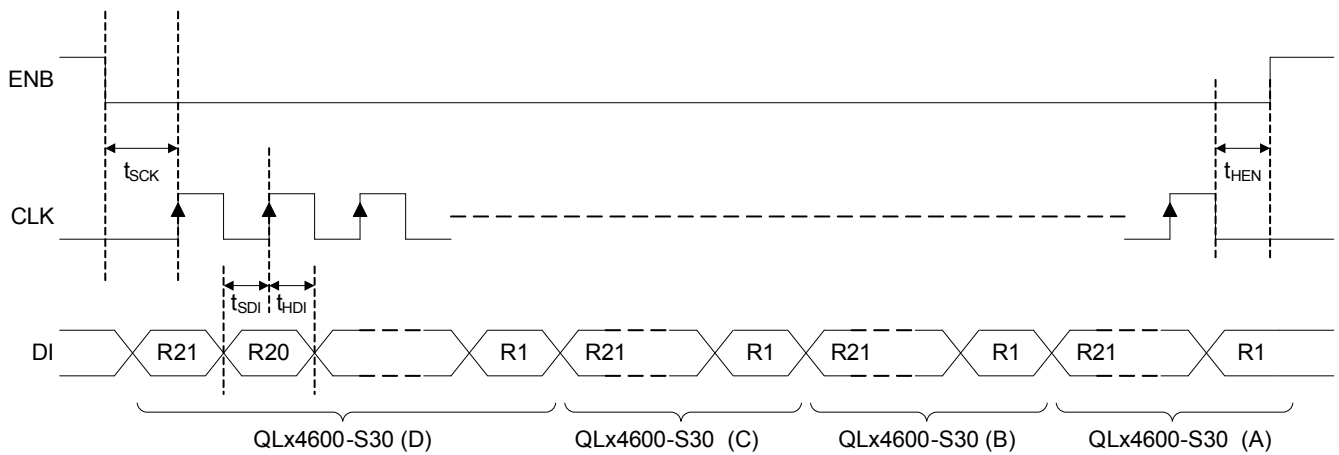 ENB
tSCK
tHEN
CLK
tSDI tHDI
DI R21 R20 R1 R21 R1 R21 R1 R21 R1
QLx4600-S30 (D) QLx4600-S30 (C) QLx4600-S30 (B) QLx4600-S30 (A)